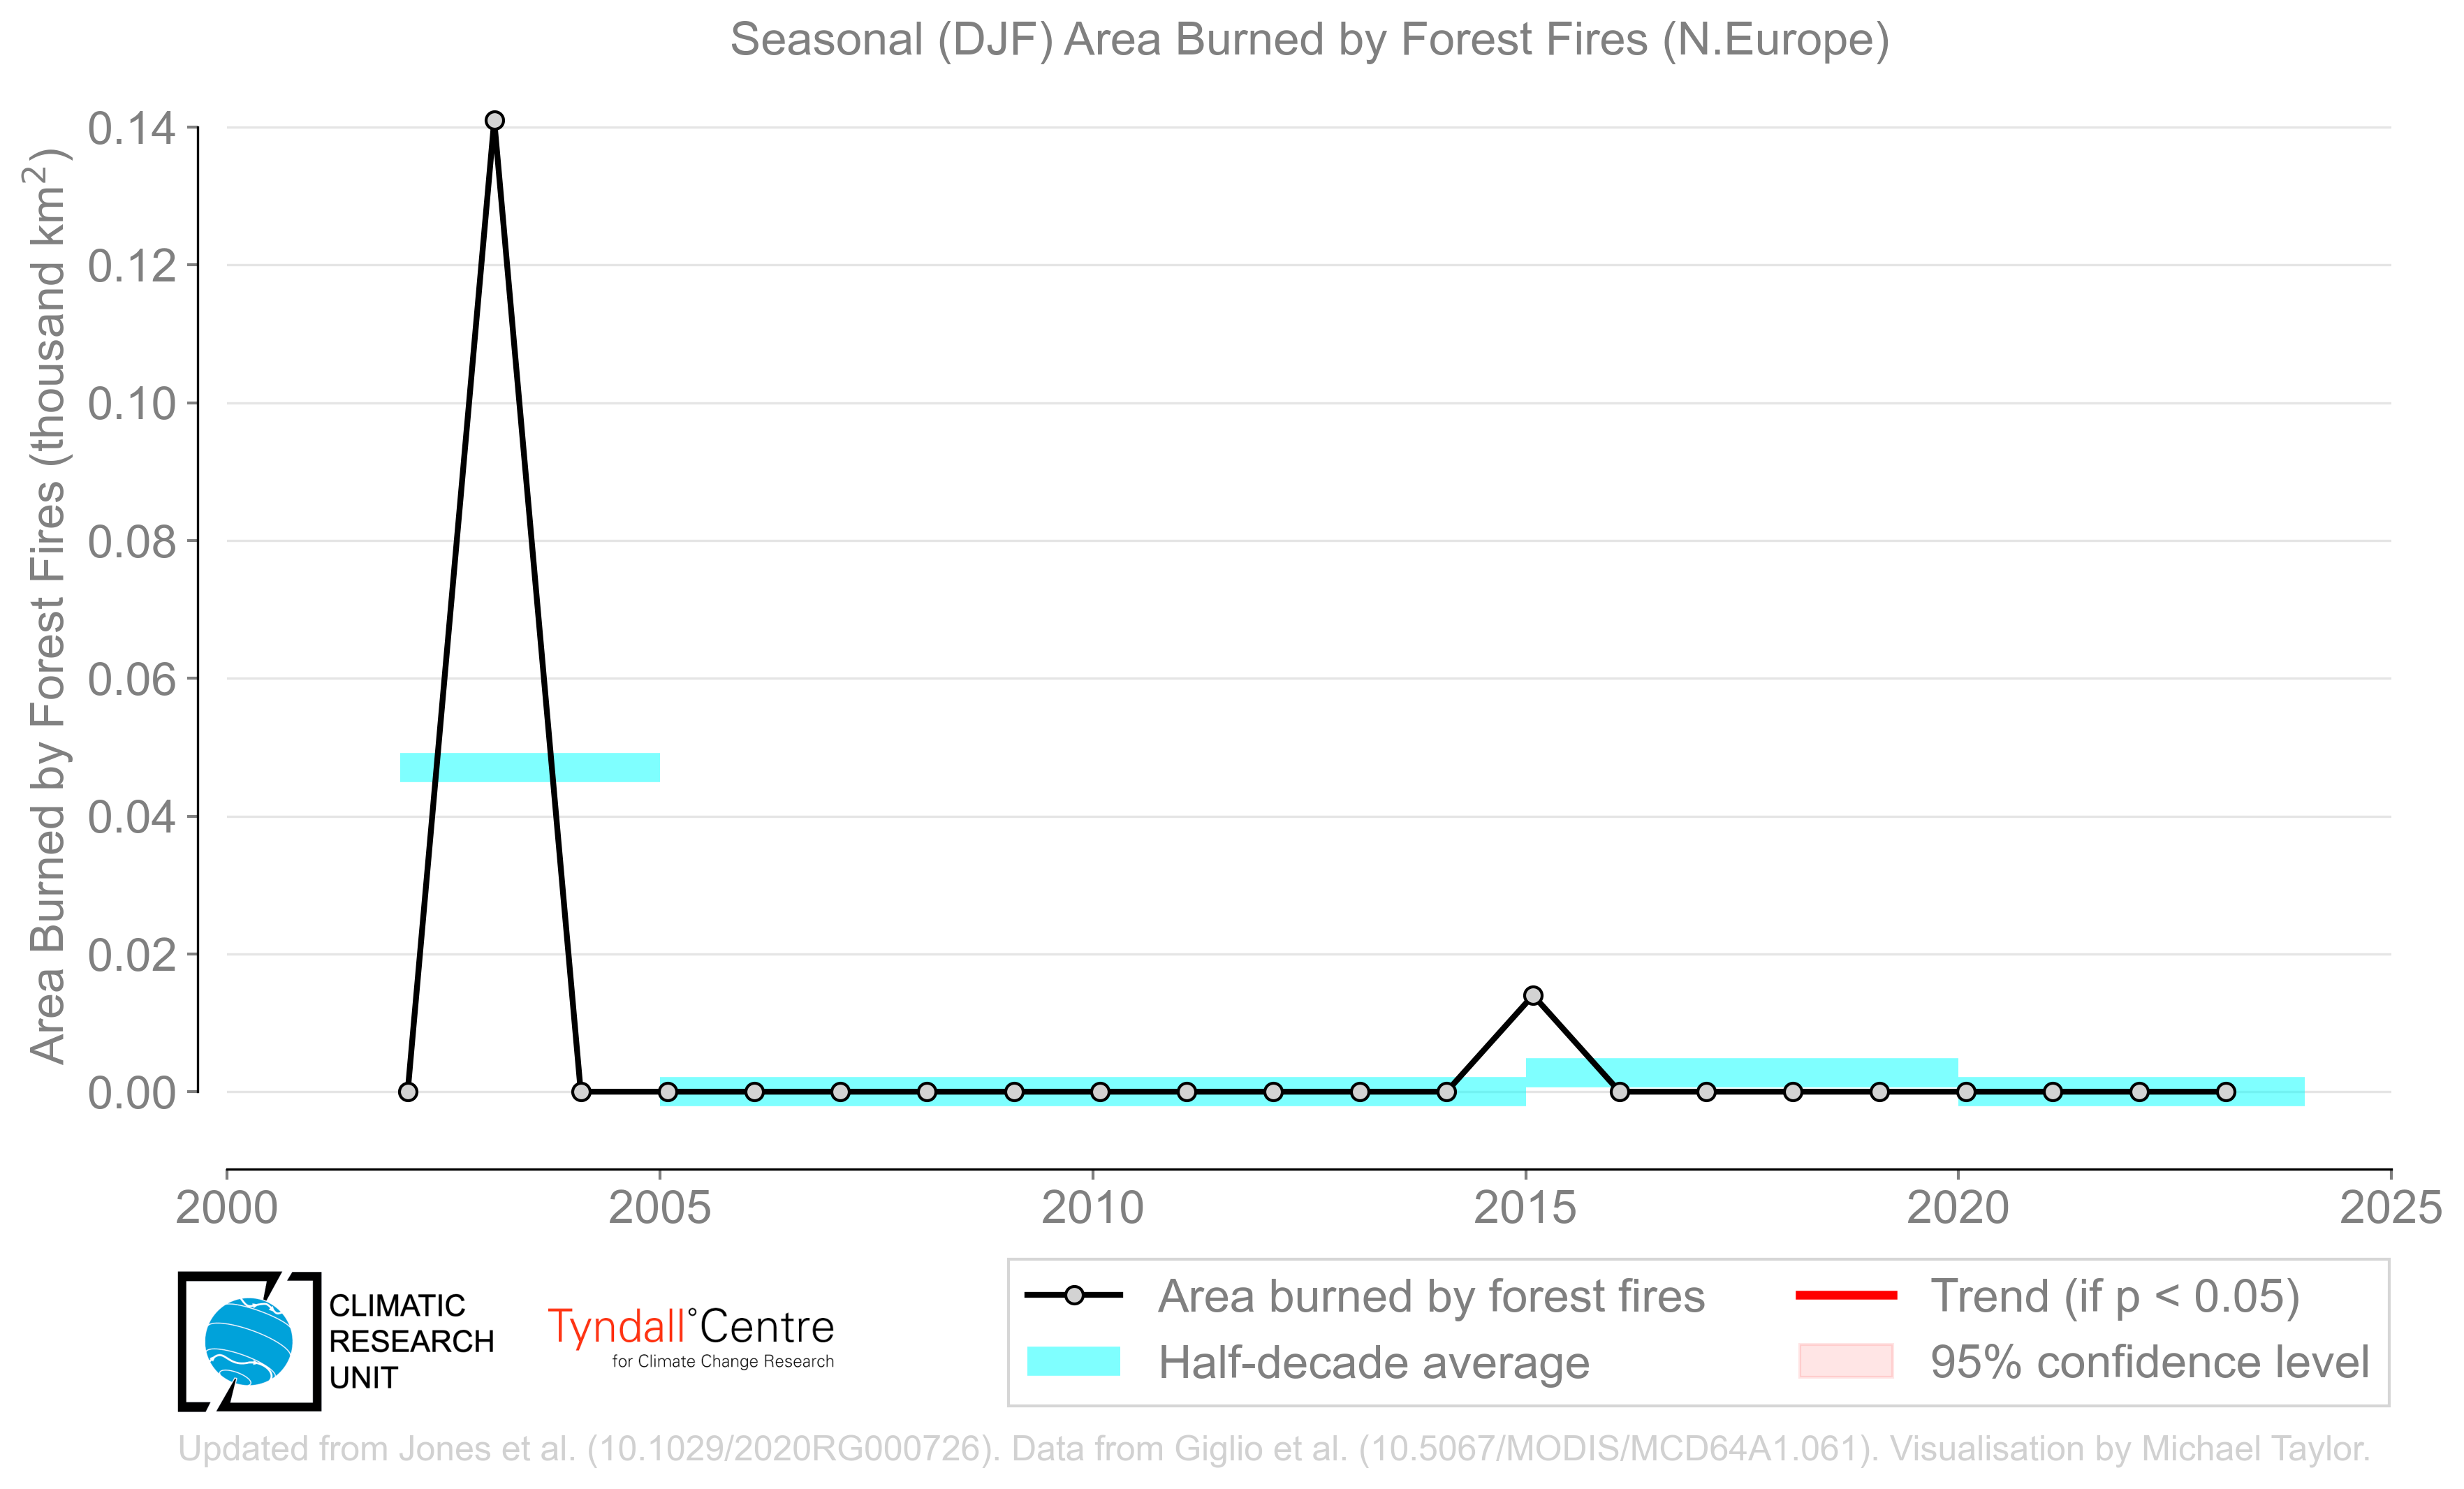 Seasonal (DJF) Area Burned by Forest Fires (N.Europe)
Area Burned by Forest Fires (thousand km²)
0.14
0.12
0.10
0.08
0.06
0.04
0.02
0.00
2000 2005 2010 2015 2020 2025
CLIMATIC
RESEARCH
UNIT
Tyndall°Centre
for Climate Change Research
Area burned by forest fires
Half-decade average
Trend (if p < 0.05)
95% confidence level
Updated from Jones et al. (10.1029/2020RG000726). Data from Giglio et al. (10.5067/MODIS/MCD64A1.061). Visualisation by Michael Taylor.